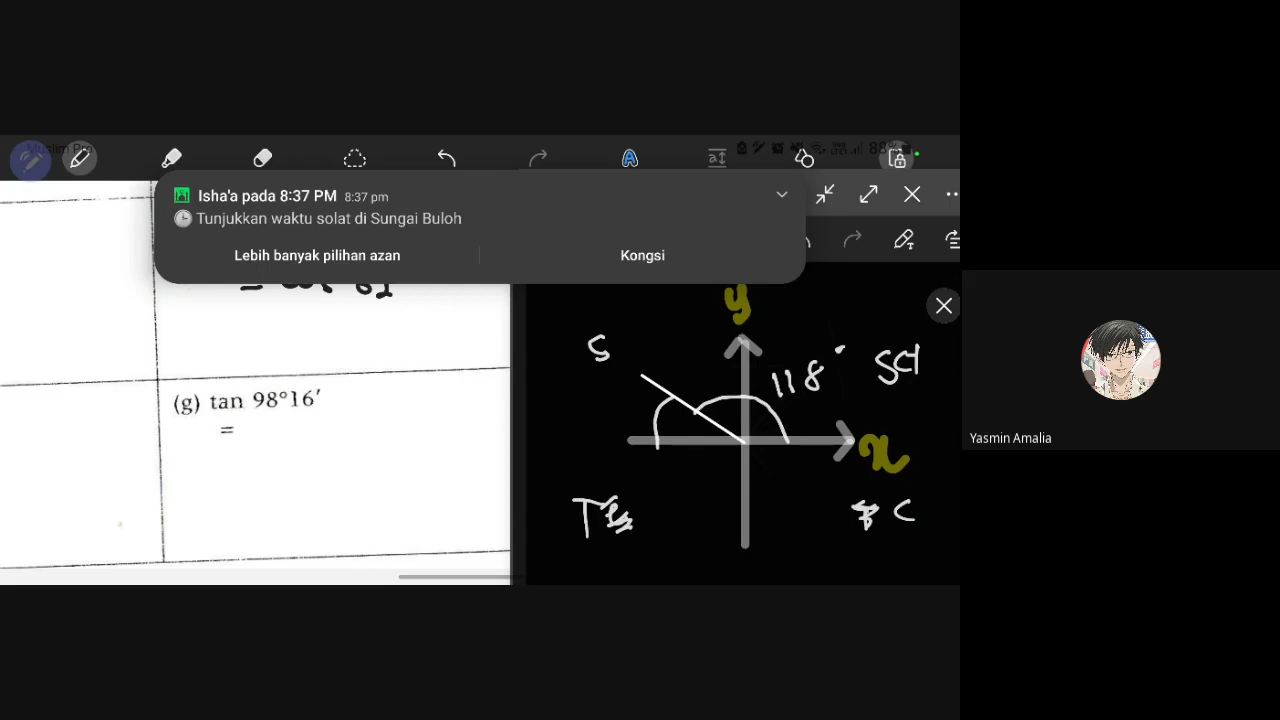 Isha'a pada 8:37 PM 8:37 pm
Tunjukkan waktu solat di Sungai Buloh
Lebih banyak pilihan azan Kongsi
(g) tan 98°16′
=
y
S
118°
x
T
C
Yasmin Amalia